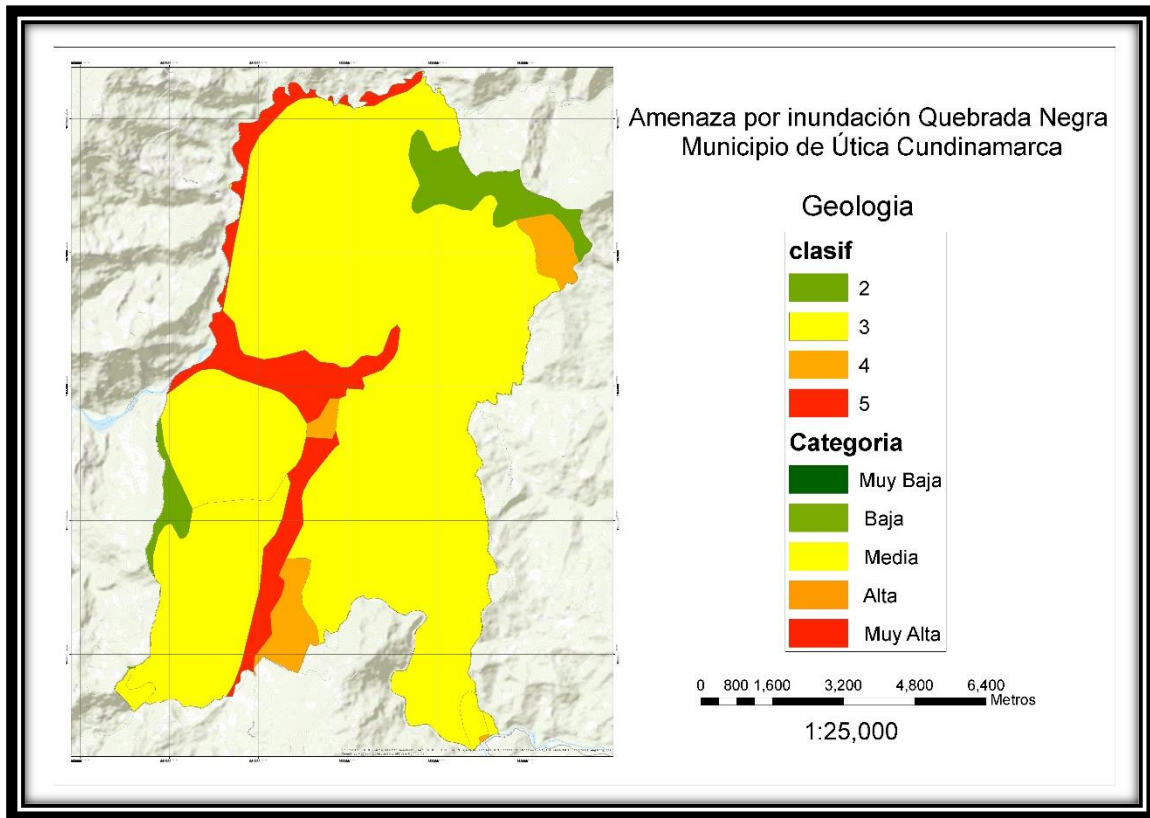 Amenaza por inundación Quebrada Negra
Municipio de Útica Cundinamarca
Geologia
clasif
2
3
4
5
Categoria
Muy Baja
Baja
Media
Alta
Muy Alta
0 800 1,600 3,200 4,800 6,400
Metros
1:25,000